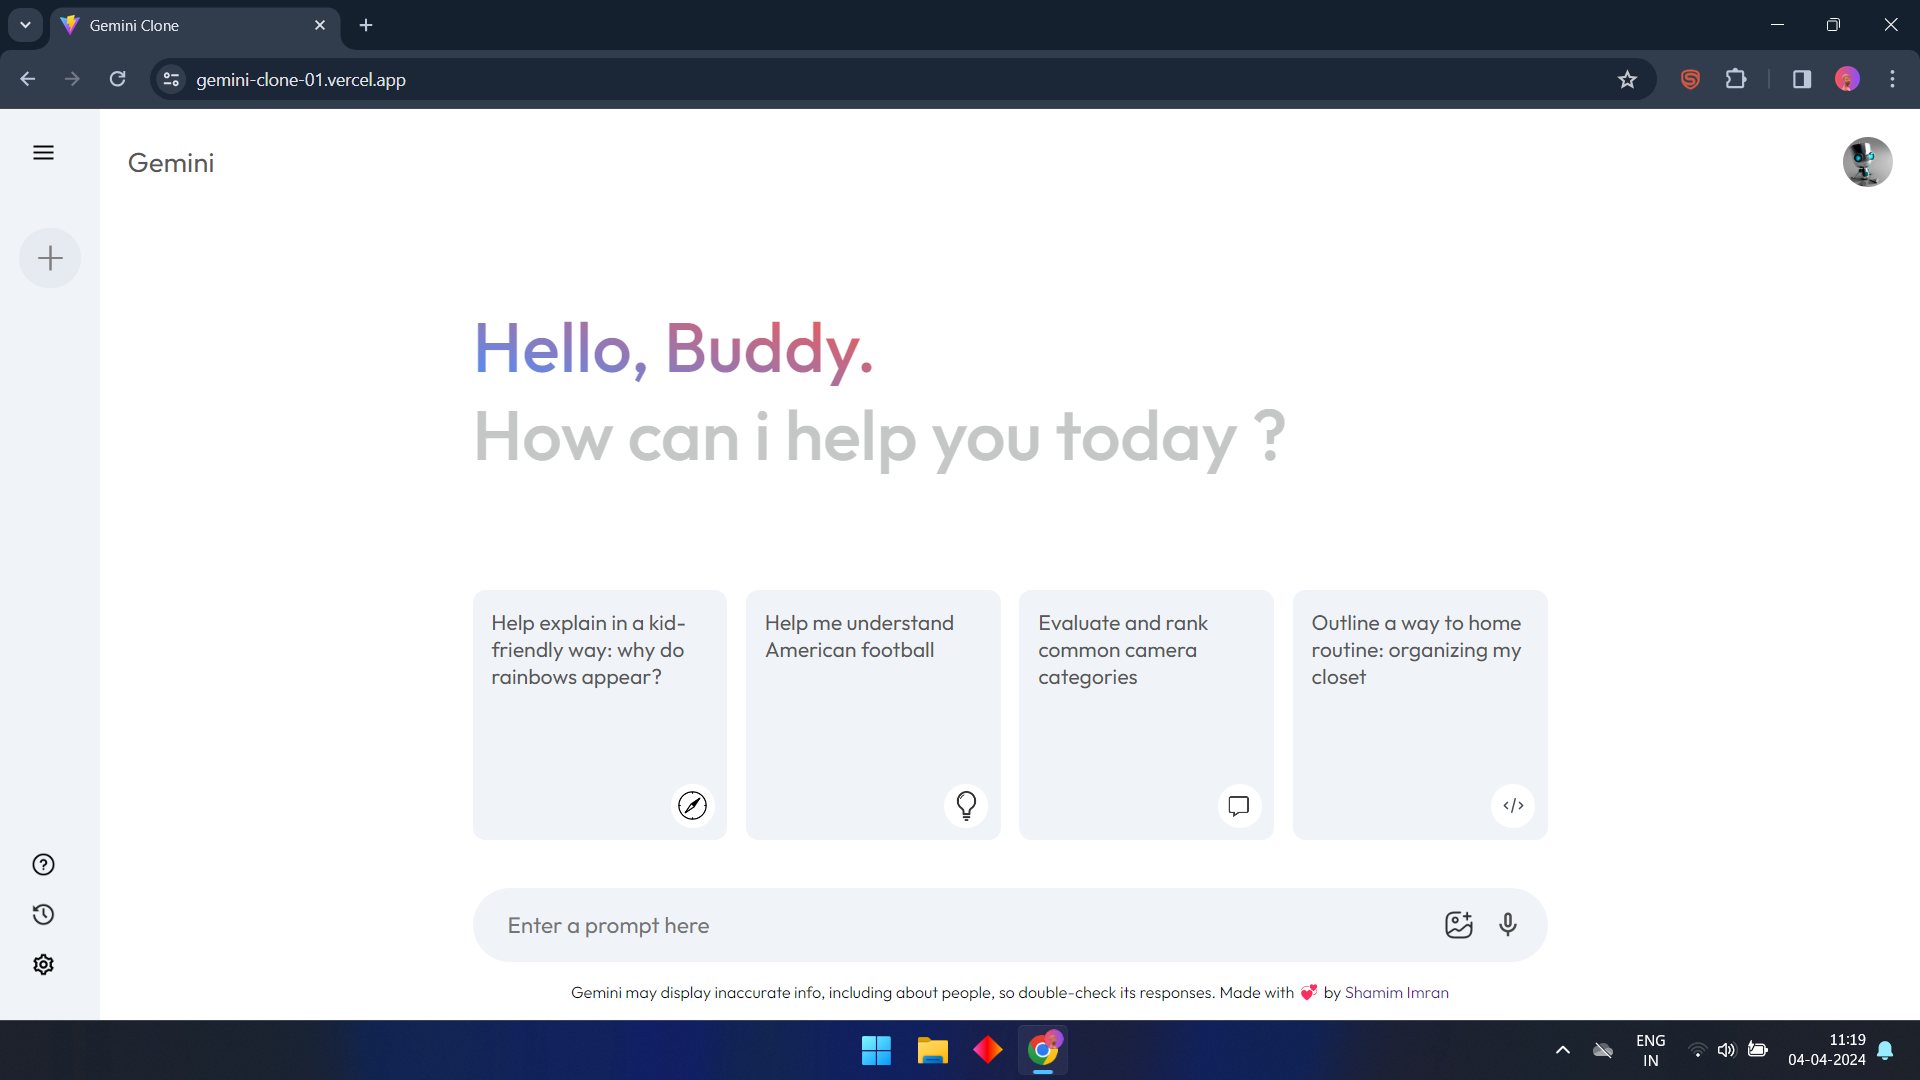 Gemini Clone
gemini-clone-01.vercel.app
Gemini
Hello, Buddy.
How can i help you today ?
Help explain in a kid-
friendly way: why do
rainbows appear?
Help me understand
American football
Evaluate and rank
common camera
categories
Outline a way to home
routine: organizing my
closet
</>
Enter a prompt here
Gemini may display inaccurate info, including about people, so double-check its responses. Made with 💞 by Shamim Imran
ENG
IN
11:19
04-04-2024